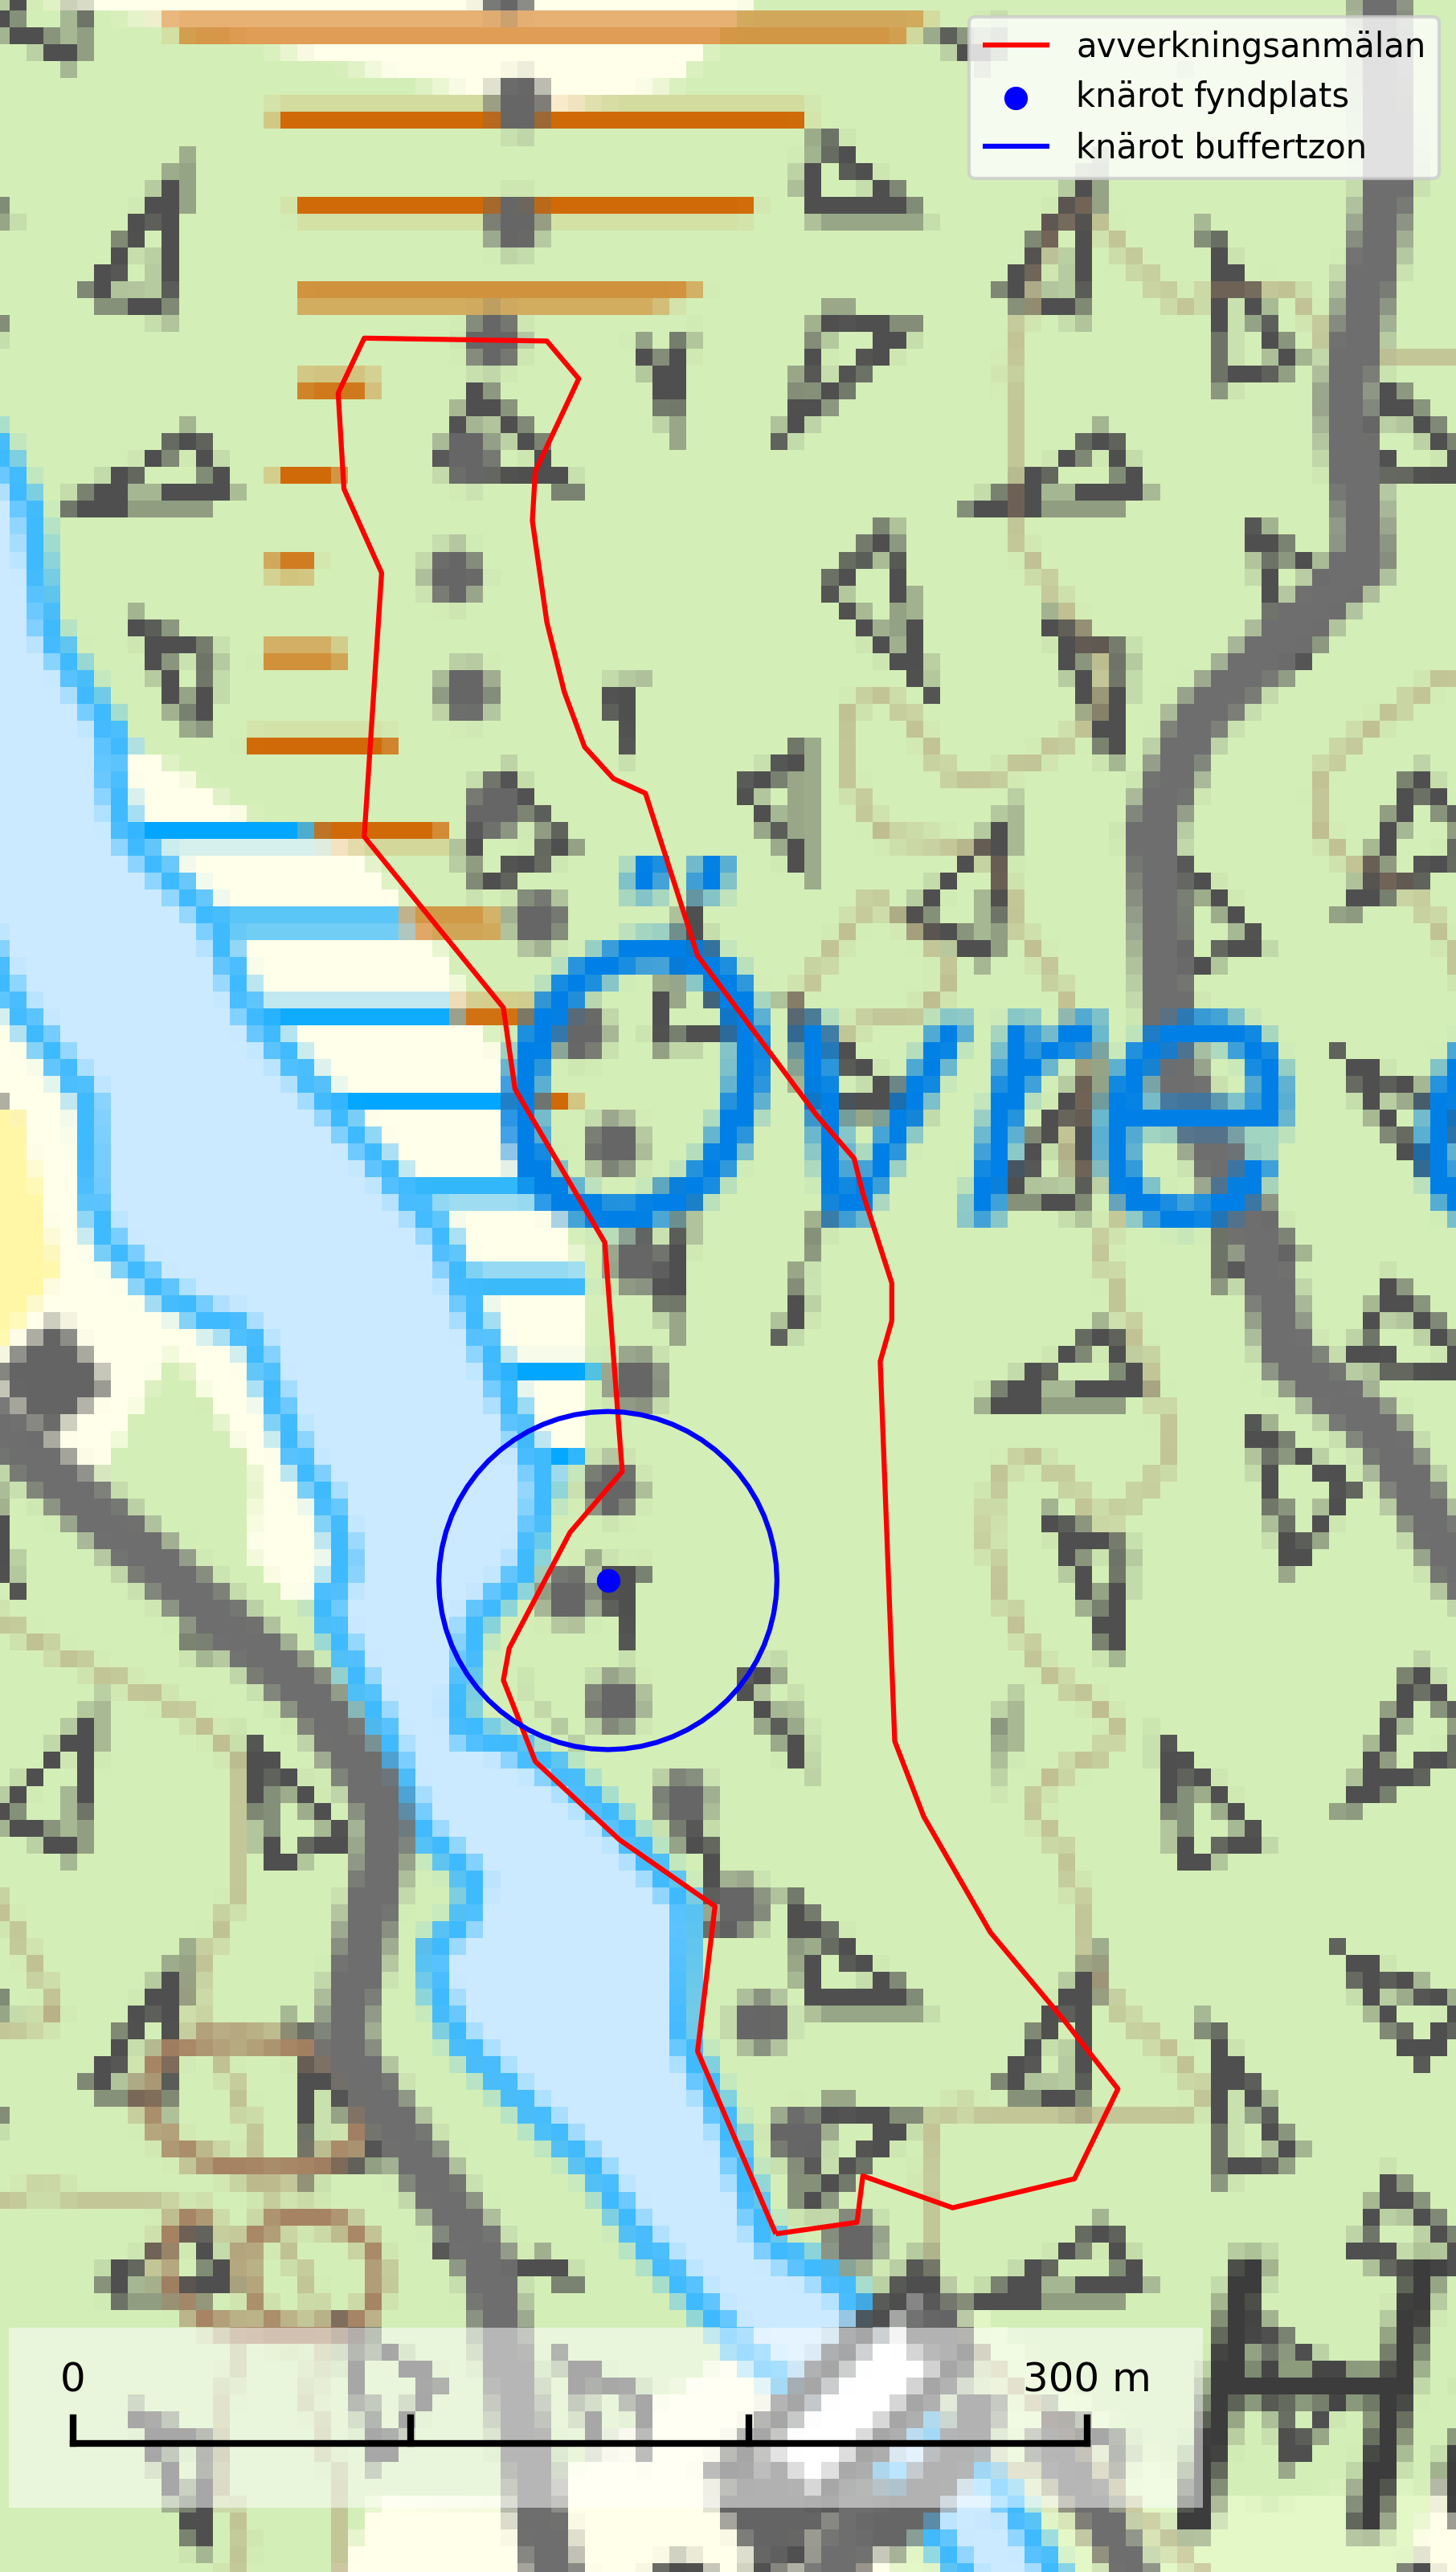 avverkningsanmälan
knärot fyndplats
knärot buffertzon
Övre
0
300 m